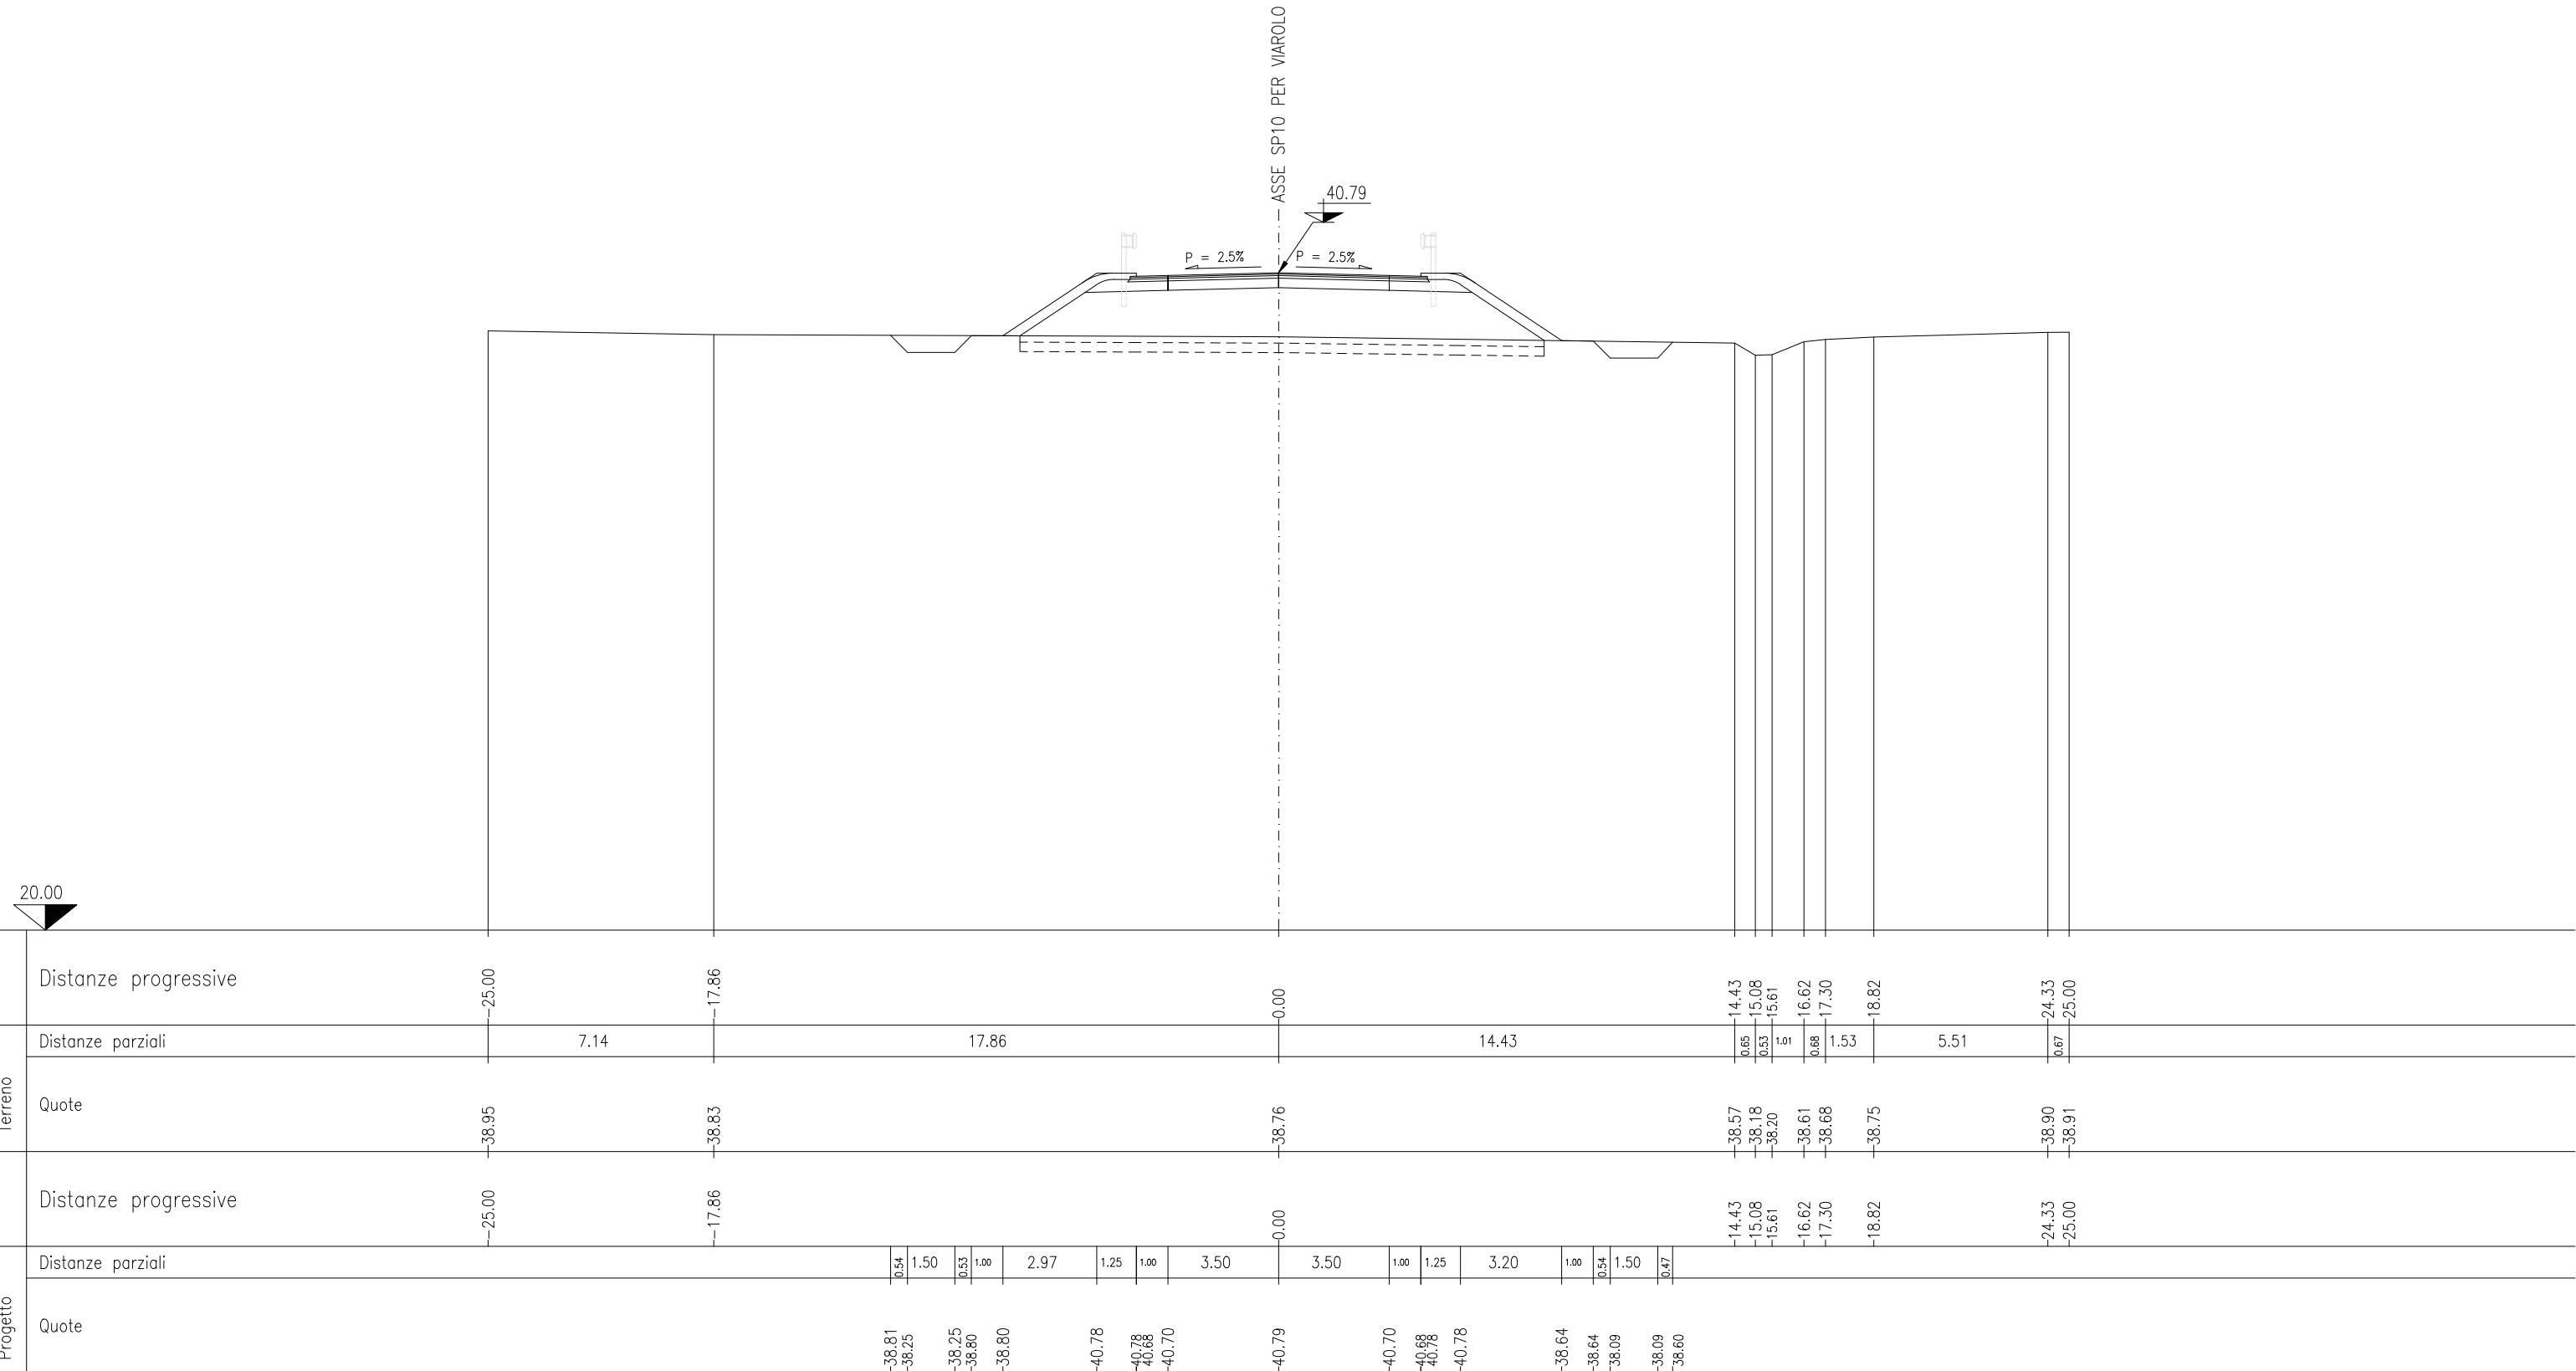 ASSE SP10 PER VIAROLO
40.79
P = 2.5% P = 2.5%
20.00
Distanze progressive -25.00 -17.86 0.00 14.43 15.08 15.61 16.62 17.30 18.82 24.33 25.00
Terreno
Distanze parziali 7.14 17.86 14.43 0.65 0.53 1.01 0.68 1.53 5.51 0.67
Quote 38.95 38.83 38.76 38.57 38.18 38.20 38.61 38.68 38.75 38.90 38.91
Distanze progressive -25.00 -17.86 0.00 14.43 15.08 15.61 16.62 17.30 18.82 24.33 25.00
Progetto
Distanze parziali 0.54 1.50 0.53 1.00 2.97 1.25 1.00 3.50 3.50 1.00 1.25 3.20 1.00 0.54 1.50 0.47
Quote 38.81 38.25 38.25 38.80 38.80 40.78 40.78 40.68 40.70 40.79 40.70 40.68 40.78 40.78 38.64 38.64 38.09 38.09 38.60